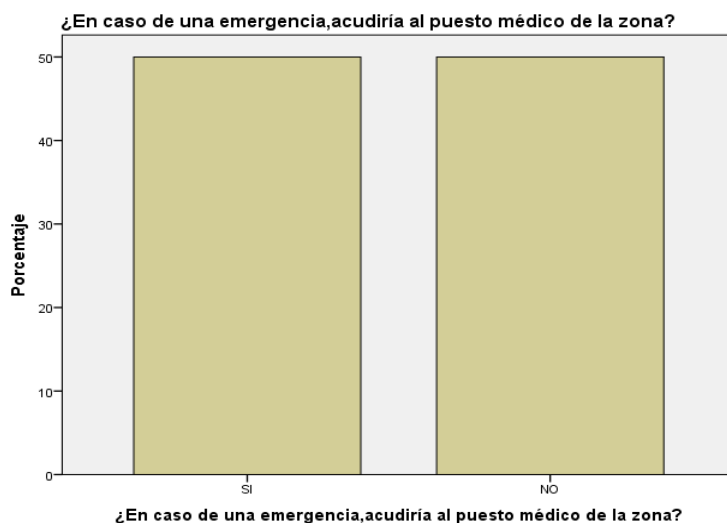 ¿En caso de una emergencia,acudiría al puesto médico de la zona?
50
40
30
20
10
0
Porcentaje
SI
NO
¿En caso de una emergencia,acudiría al puesto médico de la zona?